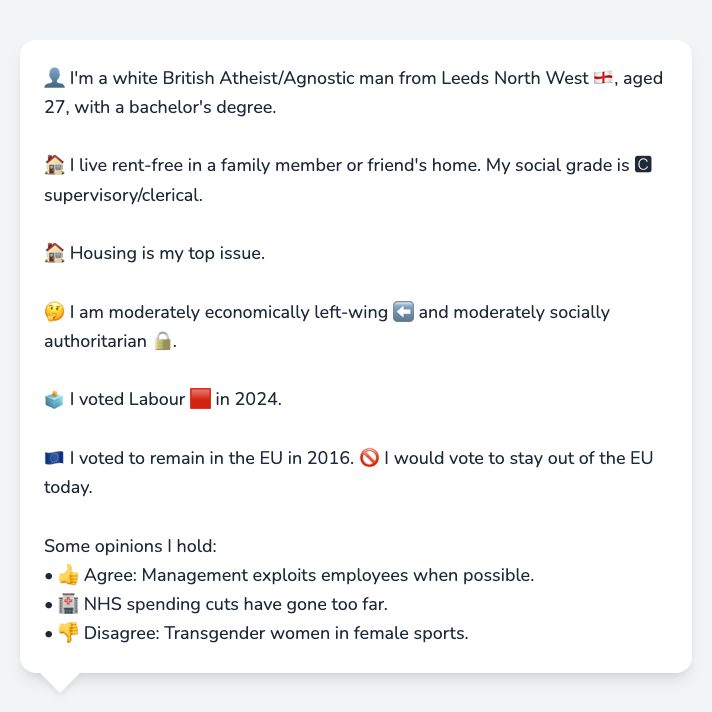 👤 I'm a white British Atheist/Agnostic man from Leeds North West 🏴󠁧󠁢󠁥󠁮󠁧󠁿, aged
27, with a bachelor's degree.
🏠 I live rent-free in a family member or friend's home. My social grade is 🅲
supervisory/clerical.
🏠 Housing is my top issue.
🤔 I am moderately economically left-wing ⬅️ and moderately socially
authoritarian 🔒.
🗳️ I voted Labour 🟥 in 2024.
🇪🇺 I voted to remain in the EU in 2016. 🚫 I would vote to stay out of the EU
today.
Some opinions I hold:
• 👍 Agree: Management exploits employees when possible.
• 🏥 NHS spending cuts have gone too far.
• 👎 Disagree: Transgender women in female sports.